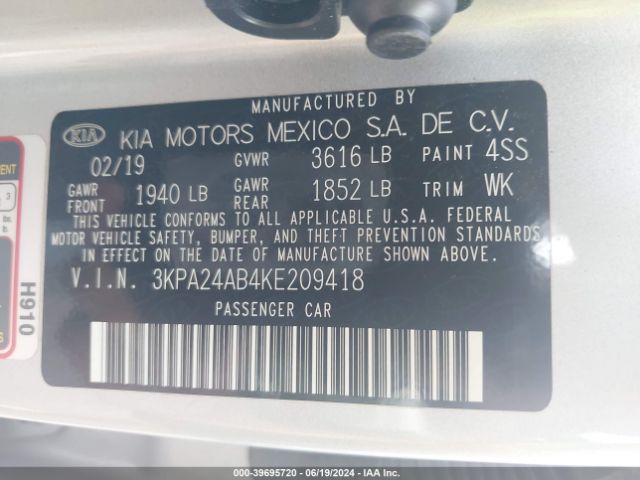 MANUFACTURED BY
KIA KIA MOTORS MEXICO S.A. DE C.V.
02/19 GVWR 3616 LB PAINT 4SS
GAWR FRONT 1940 LB GAWR REAR 1852 LB TRIM WK
THIS VEHICLE CONFORMS TO ALL APPLICABLE U.S.A. FEDERAL
MOTOR VEHICLE SAFETY, BUMPER, AND THEFT PREVENTION STANDARDS
IN EFFECT ON THE DATE OF MANUFACTURE SHOWN ABOVE.
V.I.N. 3KPA24AB4KE209418
PASSENGER CAR
H910
3
000-39695720 - 06/19/2024 - IAA Inc.